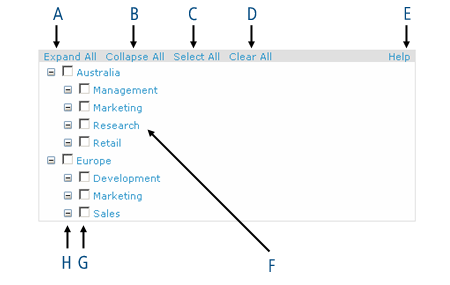 A B C D E
Expand All Collapse All Select All Clear All Help
Australia
Management
Marketing
Research
Retail
Europe
Development
Marketing
Sales
H G F